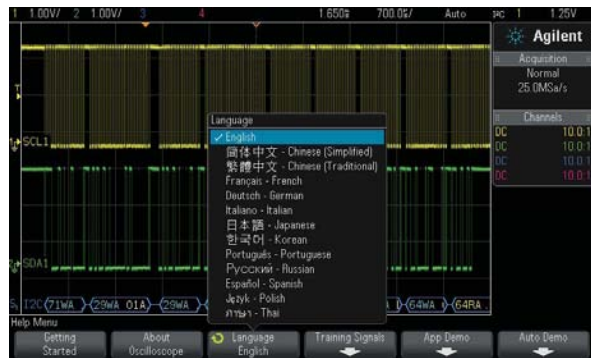 1 1.00V/ 2 1.00V/ 3 4 1.650s 700.0s/ Auto 1 1.25V
Agilent
Acquisition
Normal
25.0MSa/s
Channels
DC 10.0:1
DC 10.0:1
DC 10.0:1
DC 10.0:1
T
SCL1
SDA1
Language
English
简体中文 - Chinese (Simplified)
繁體中文 - Chinese (Traditional)
Français - French
Deutsch - German
Italiano - Italian
日本語 - Japanese
한국어 - Korean
Português - Portuguese
Русский - Russian
Español - Spanish
Język - Polish
ภาษา - Thai
I2C 71WA 29WA 01A 29WA 64WA 64RA
Help Menu
Getting Started
About Oscilloscope
Language English
Training Signals
App Demo
Auto Demo